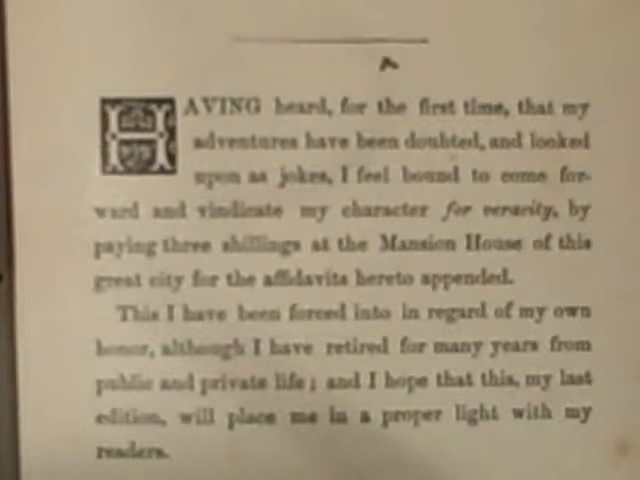 HAVING heard, for the first time, that my
adventures have been doubted, and looked
upon as jokes, I feel bound to come for-
ward and vindicate my character for veracity, by
paying three shillings at the Mansion House of this
great city for the affidavits hereto appended.
This I have been forced into in regard of my own
honor, although I have retired for many years from
public and private life; and I hope that this, my last
edition, will place me in a proper light with my
readers.